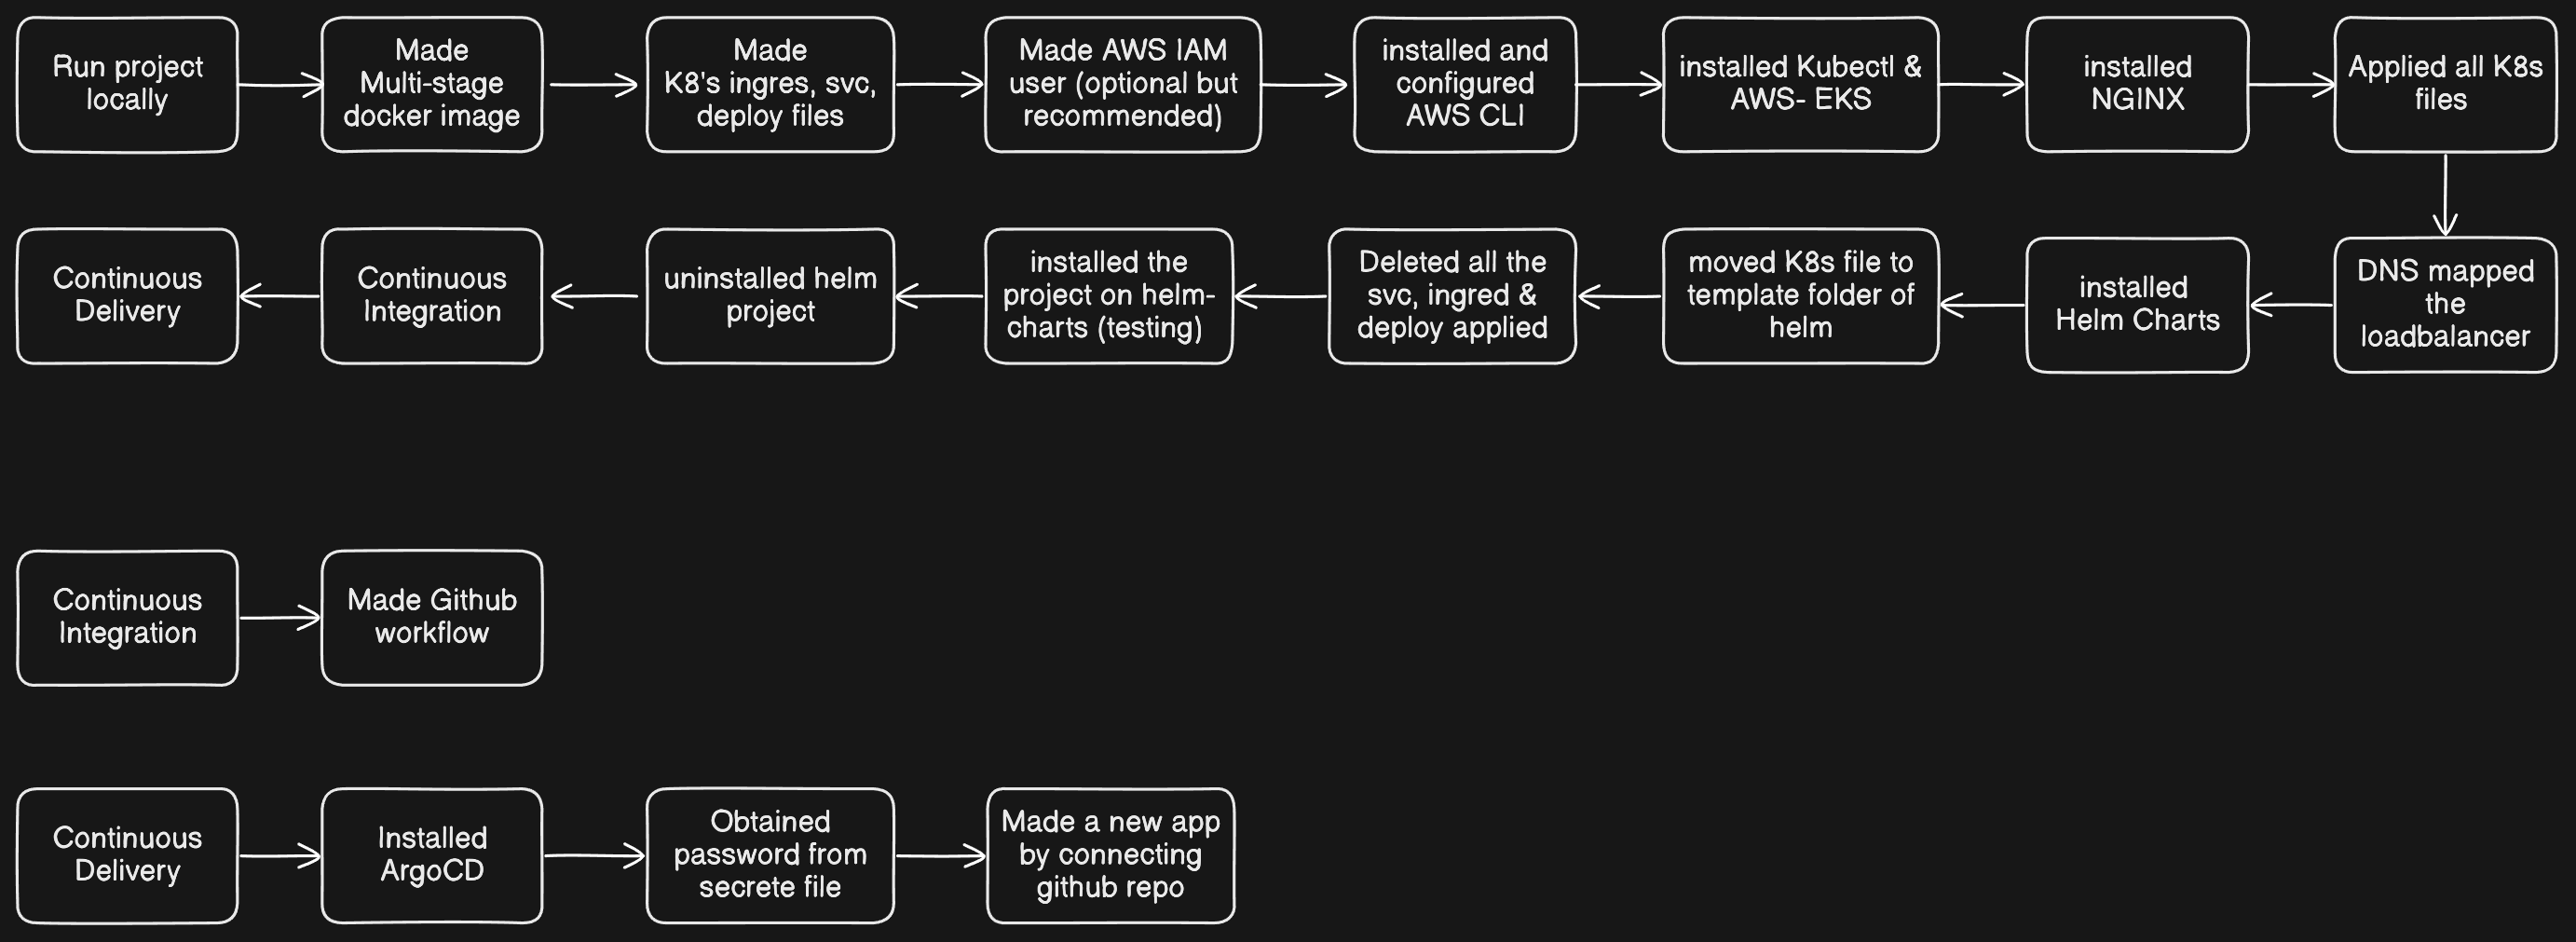 Run project
locally
Made
Multi-stage
docker image
Made
K8's ingres, svc,
deploy files
Made AWS IAM
user (optional but
recommended)
installed and
configured
AWS CLI
installed Kubectl &
AWS- EKS
installed
NGINX
Applied all K8s
files
DNS mapped
the
loadbalancer
installed
Helm Charts
moved K8s file to
template folder of
helm
Deleted all the
svc, ingred &
deploy applied
installed the
project on helm-
charts (testing)
uninstalled helm
project
Continuous
Integration
Continuous
Delivery
Continuous
Integration
Made Github
workflow
Continuous
Delivery
Installed
ArgoCD
Obtained
password from
secrete file
Made a new app
by connecting
github repo